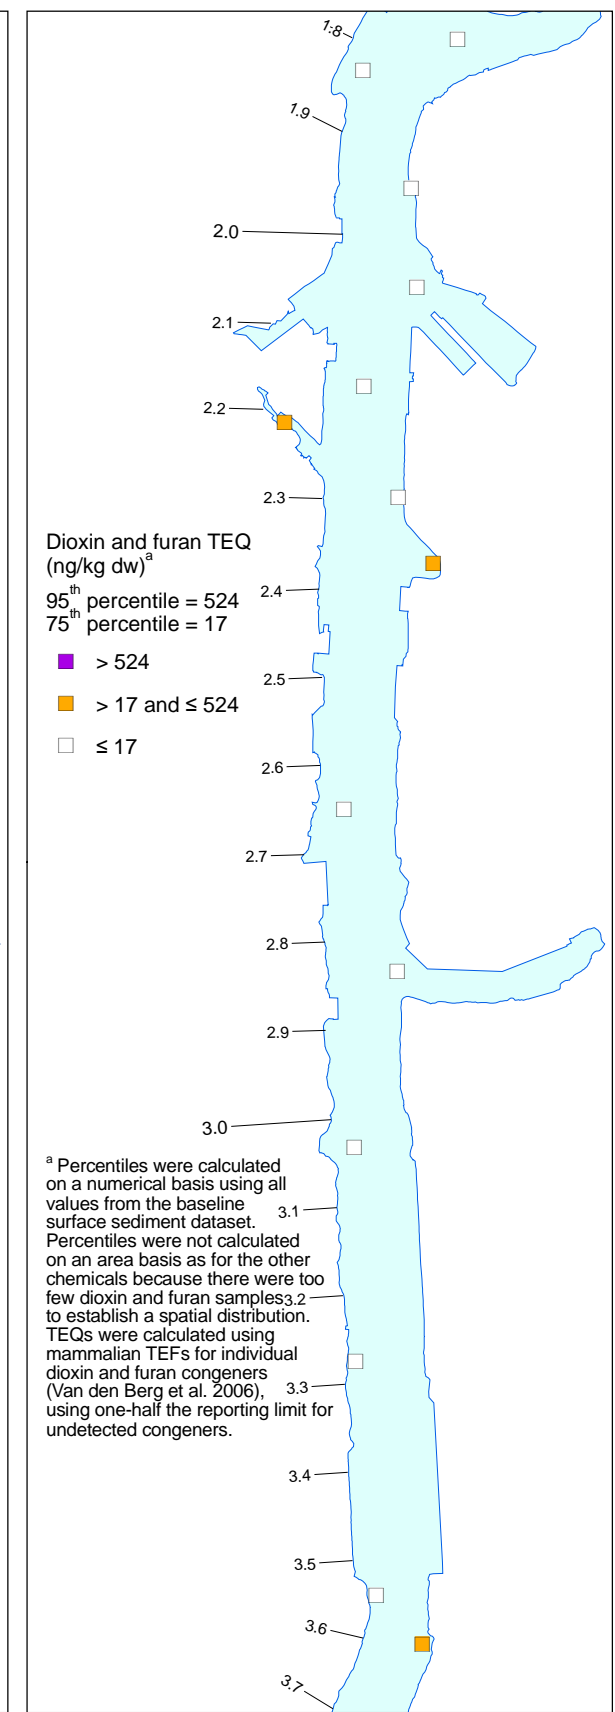 1.8
1.9
2.0
2.1
2.2
2.3
Dioxin and furan TEQ
(ng/kg dw)a
95th percentile = 524
75th percentile = 17
> 524
> 17 and ≤ 524
≤ 17
2.4
2.5
2.6
2.7
2.8
2.9
3.0
a Percentiles were calculated
on a numerical basis using all
values from the baseline
surface sediment dataset.
Percentiles were not calculated
on an area basis as for the other
chemicals because there were too
few dioxin and furan samples
to establish a spatial distribution.
TEQs were calculated using
mammalian TEFs for individual
dioxin and furan congeners
(Van den Berg et al. 2006),
using one-half the reporting limit for
undetected congeners.
3.1
3.2
3.3
3.4
3.5
3.6
3.7